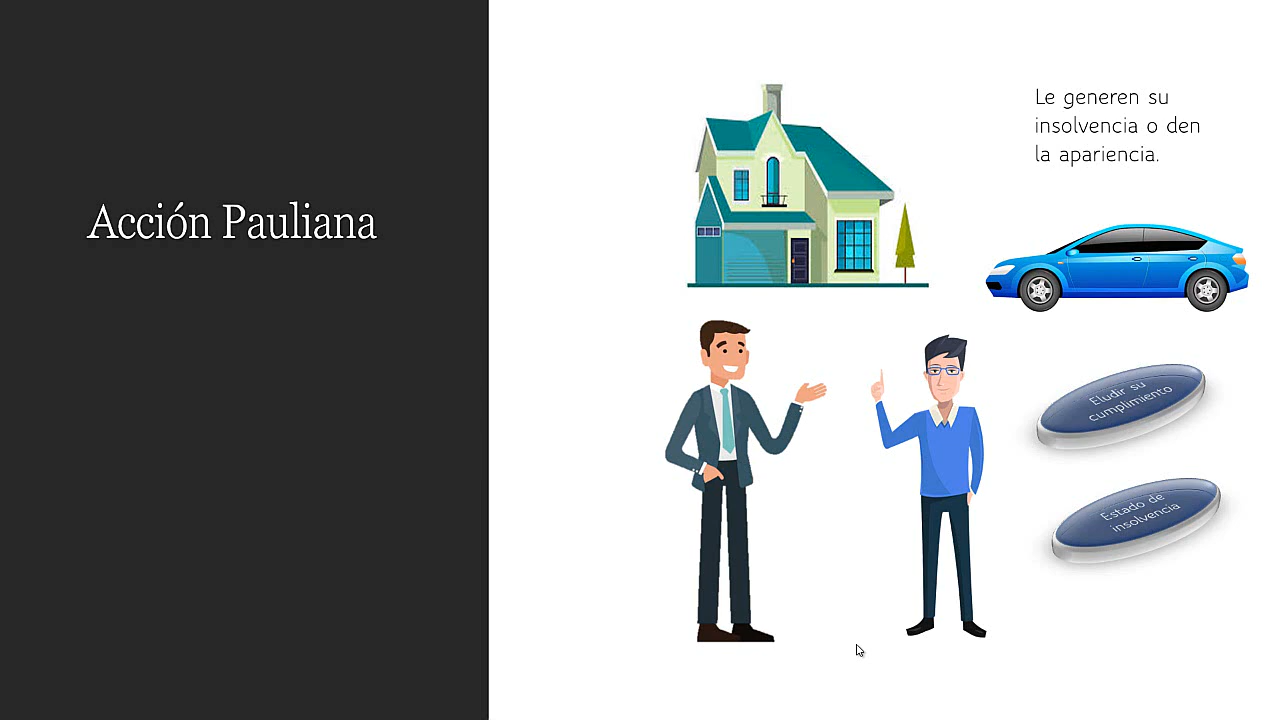 Acción Pauliana
Le generen su
insolvencia o den
la apariencia.
Eludir su
cumplimiento
Estado de
insolvencia